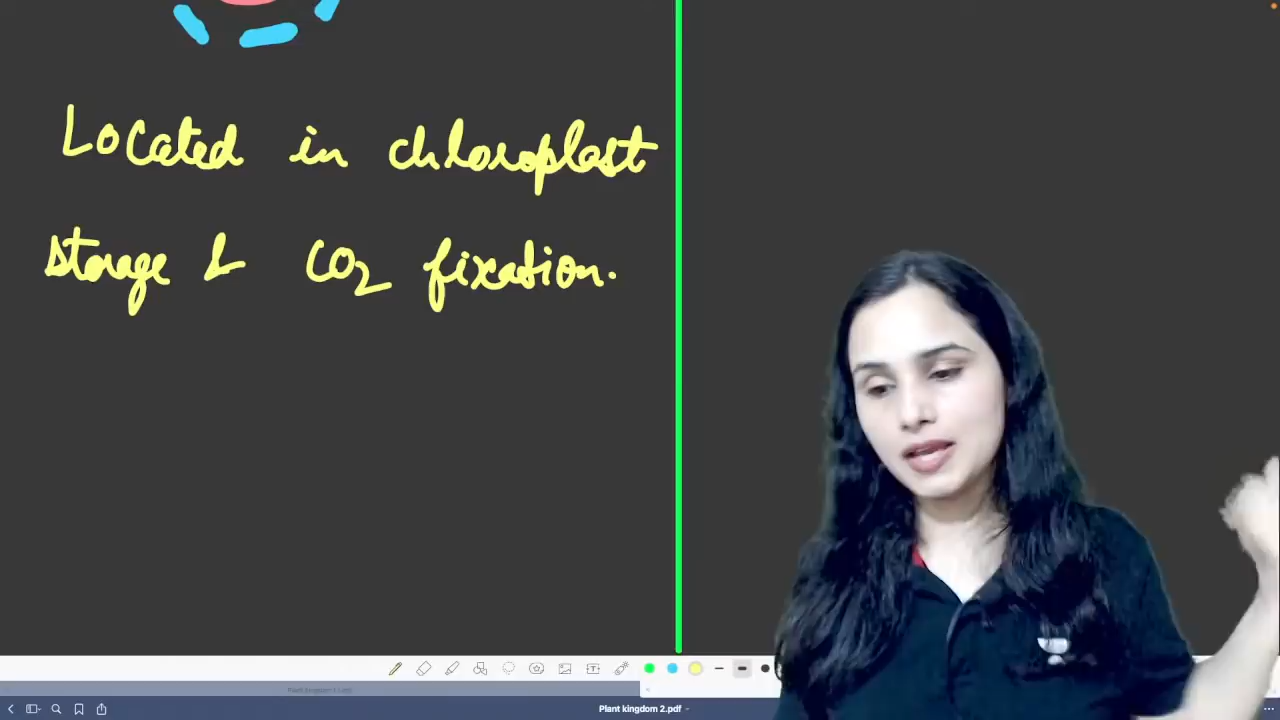 Located in chloroplast
storage & CO2 fixation.
Plant kingdom 2.pdf